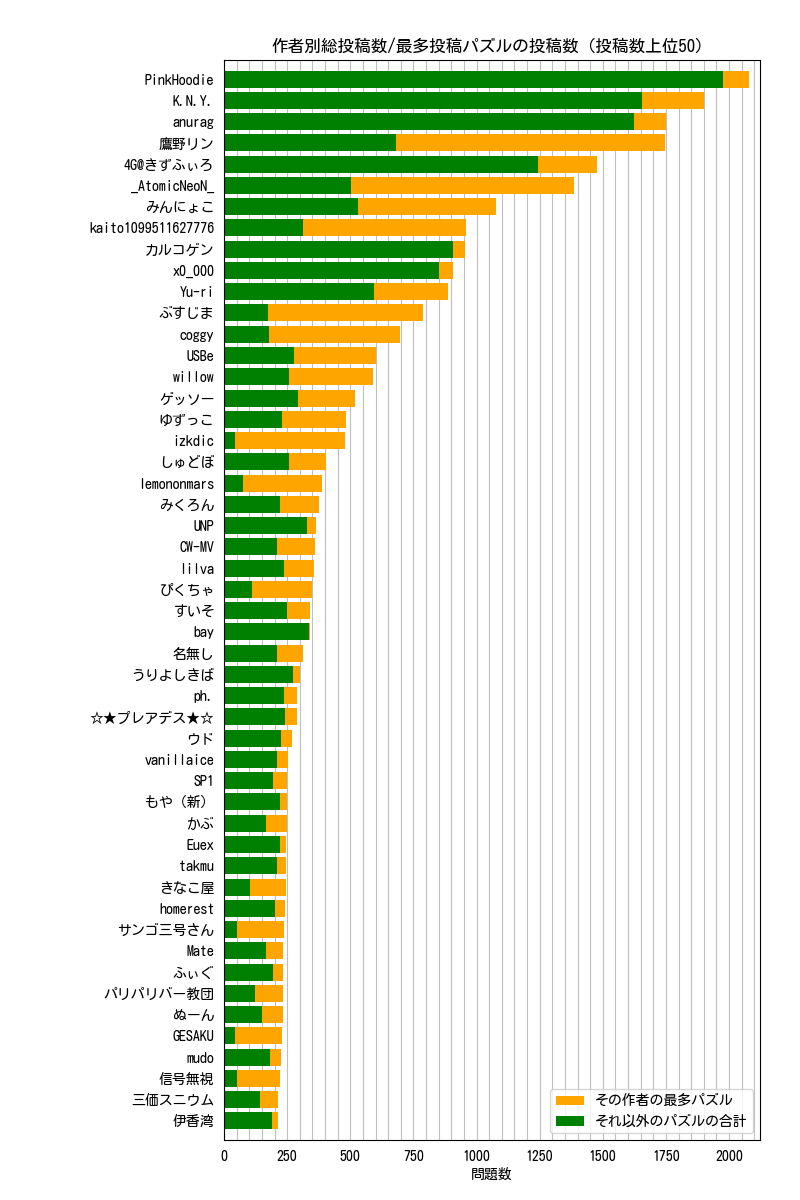 作者別総投稿数/最多投稿パズルの投稿数 (投稿数上位50)
PinkHoodie
K.N.Y.
anurag
鷹野リン
4G@きずふぃろ
_AtomicNeoN_
みんにょこ
kaito1099511627776
カルコゲン
x0_000
Yu-ri
ぶすじま
coggy
USBe
willow
ゲッソー
ゆずっこ
izkdic
しゅどぼ
lemononmars
みくろん
UNP
CW-MV
lilva
ぴくちゃ
すいそ
bay
名無し
うりよしきば
ph.
☆★プレアデス★☆
ウド
vanillaice
SP1
もや（新）
かぶ
Euex
takmu
きなこ屋
homerest
サンゴ三号さん
Mate
ふぃぐ
パリパリバー教団
ぬーん
GESAKU
mudo
信号無視
三価スニウム
伊香湾
その作者の最多パズル
それ以外のパズルの合計
0 250 500 750 1000 1250 1500 1750 2000
問題数